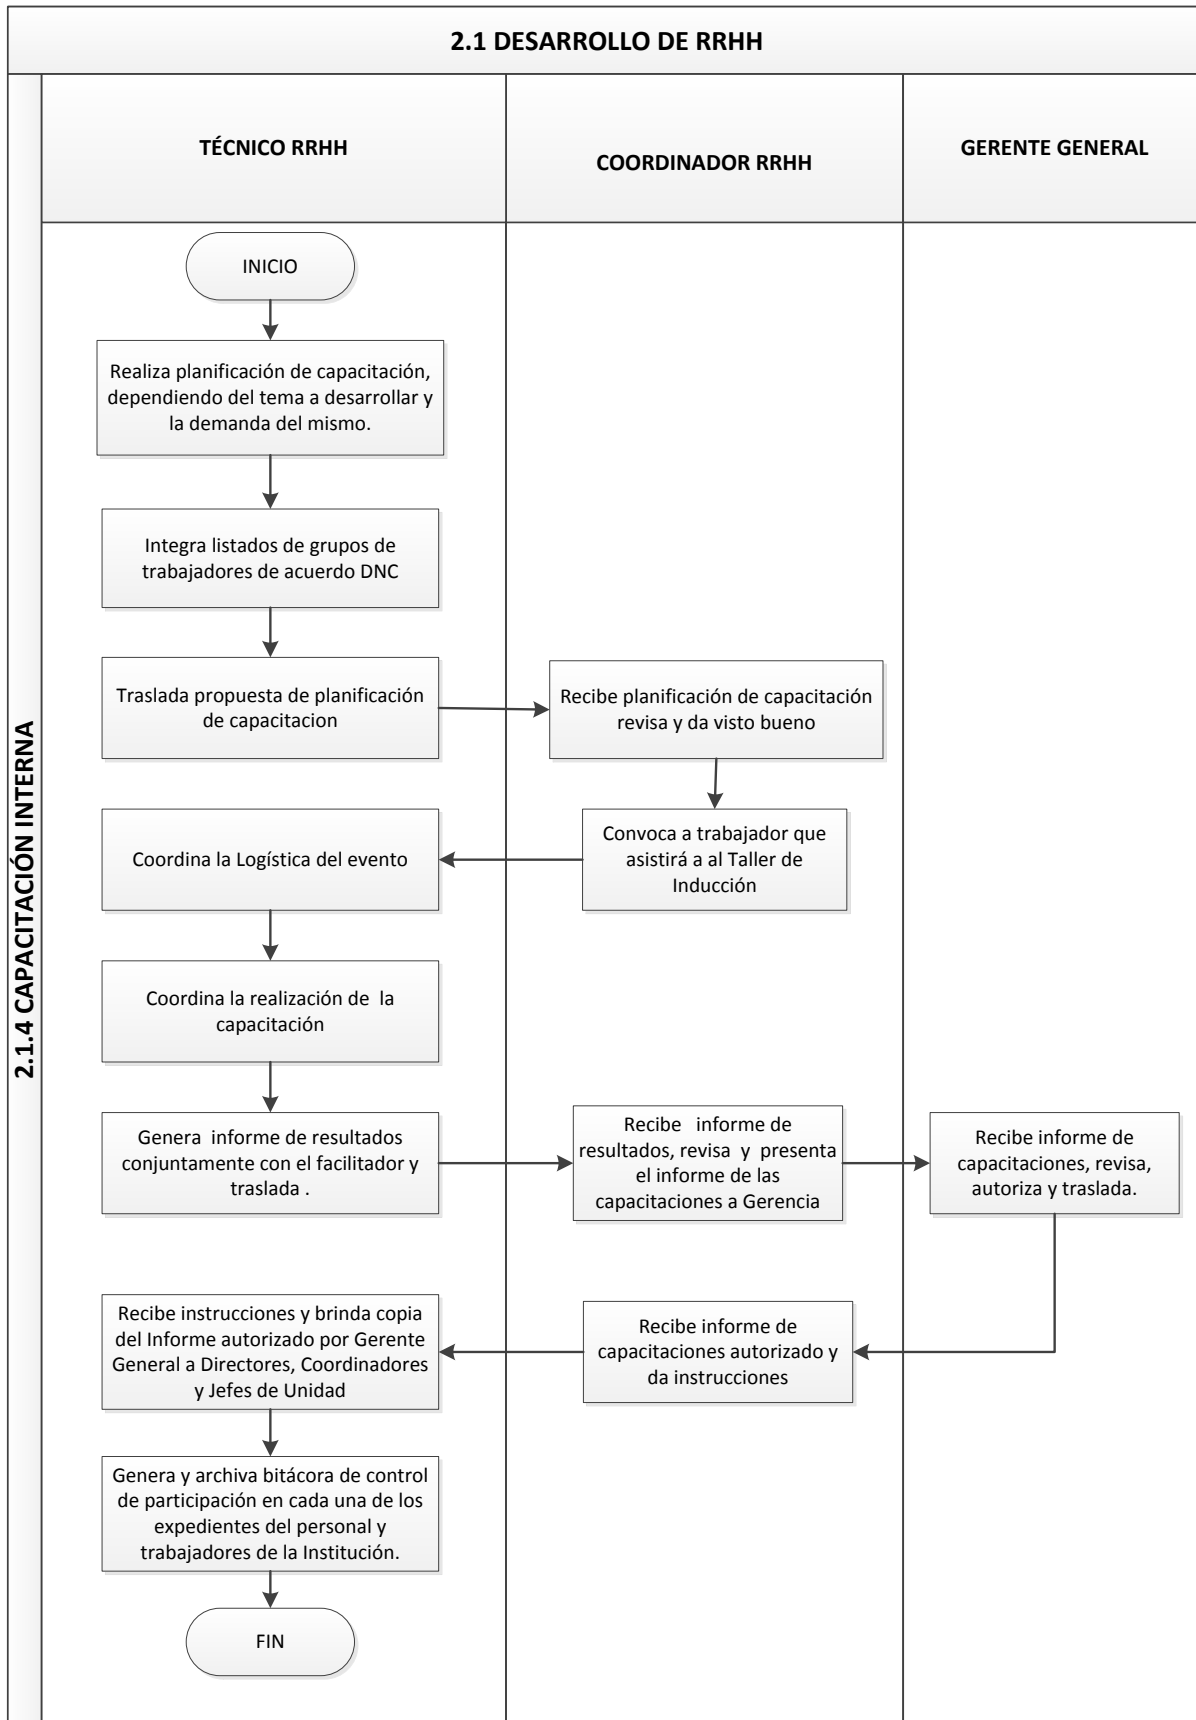 2.1 DESARROLLO DE RRHH
2.1.4 CAPACITACIÓN INTERNA
TÉCNICO RRHH
COORDINADOR RRHH
GERENTE GENERAL
INICIO
Realiza planificación de capacitación,
dependiendo del tema a desarrollar y
la demanda del mismo.
Integra listados de grupos de
trabajadores de acuerdo DNC
Traslada propuesta de planificación
de capacitacion
Recibe planificación de capacitación
revisa y da visto bueno
Convoca a trabajador que
asistirá a al Taller de
Inducción
Coordina la Logística del evento
Coordina la realización de  la
capacitación
Genera  informe de resultados
conjuntamente con el facilitador y
traslada .
Recibe   informe de
resultados, revisa  y  presenta
el informe de las
capacitaciones a Gerencia
Recibe informe de
capacitaciones, revisa,
autoriza y traslada.
Recibe informe de
capacitaciones autorizado y
da instrucciones
Recibe instrucciones y brinda copia
del Informe autorizado por Gerente
General a Directores, Coordinadores
y Jefes de Unidad
Genera y archiva bitácora de control
de participación en cada una de los
expedientes del personal y
trabajadores de la Institución.
FIN